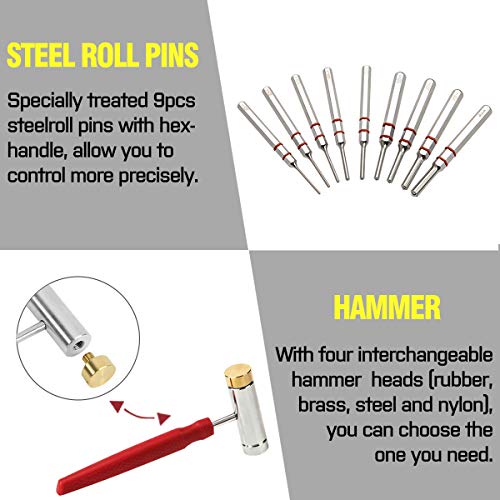 STEEL ROLL PINS
Specially treated 9pcs
steelroll pins with hex-
handle, allow you to
control more precisely.
HAMMER
With four interchangeable
hammer heads (rubber,
brass, steel and nylon),
you can choose the
one you need.